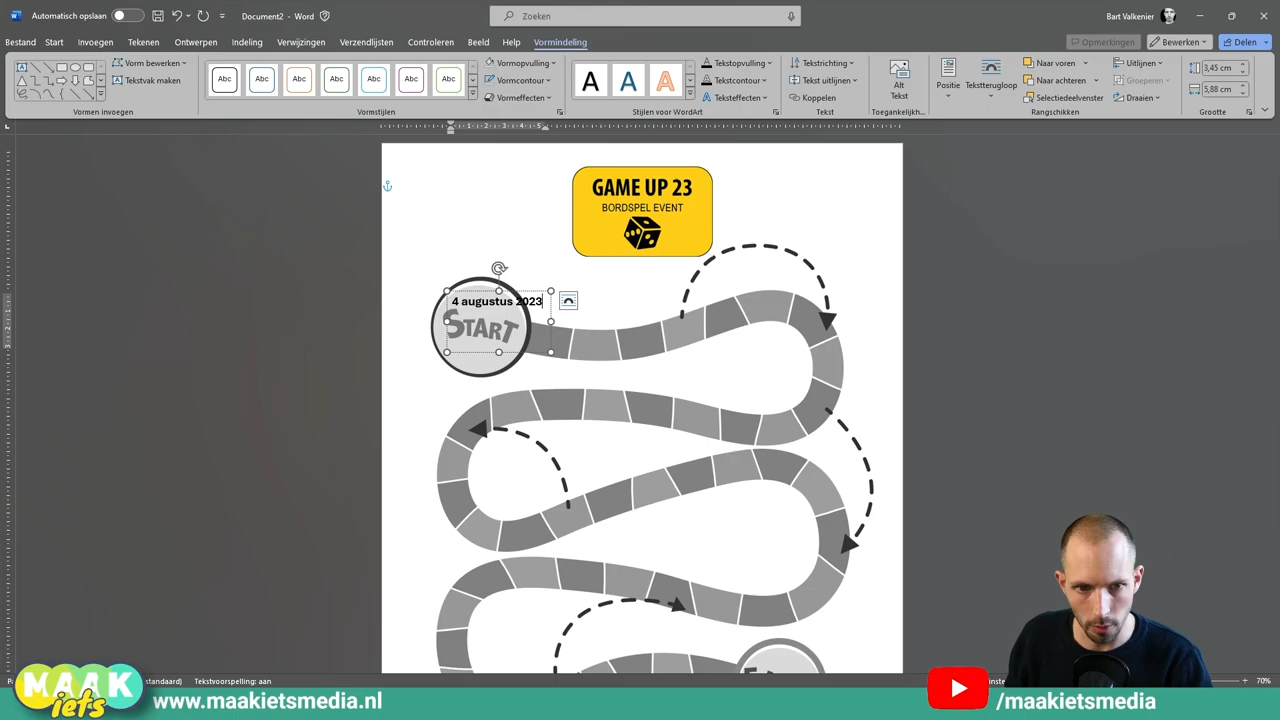 Automatisch opslaan
Document2 - Word
Zoeken
Bart Valkenier
Bestand Start Invoegen Tekenen Ontwerpen Indeling Verwijzingen Verzendlijsten Controleren Beeld Help Vormindeling
Opmerkingen Bewerken Delen
Vorm bewerken
Tekstvak maken
Vormen invoegen
Abc Abc Abc Abc Abc Abc Abc
Vormopvulling
Vormcontour
Vormeffecten
Vormstijlen
A A A
Tekstopvulling
Tekstcontour
Teksteffecten
Stijlen voor WordArt
Tekstrichting
Tekst uitlijnen
Koppelen
Tekst
Alt
Tekst
Toegankelijkh...
Positie
Tekstterugloop
Naar voren
Naar achteren
Selectiedeelvenster
Uitlijnen
Groeperen
Draaien
Rangschikken
3,45 cm
5,88 cm
Grootte
GAME UP 23
BORDSPEL EVENT
4 augustus 2023
START
standaard) Tekstvoorspelling: aan
70%
MAAK
iets
www.maakietsmedia.nl
/maakietsmedia